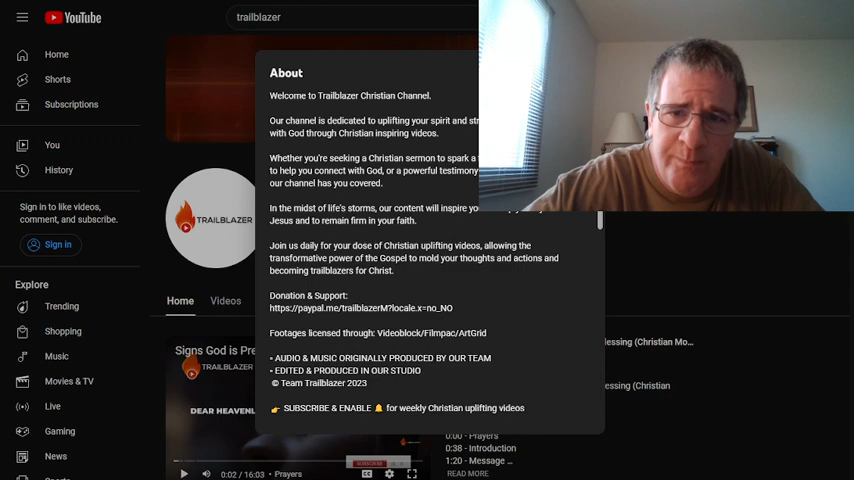 YouTube
trailblazer
Home
Shorts
Subscriptions
You
History
Sign in to like videos,
comment, and subscribe.
Sign in
Explore
Trending
Shopping
Music
Movies & TV
Live
Gaming
News
TRAILBLAZER
Home Videos
About
Welcome to Trailblazer Christian Channel.
Our channel is dedicated to uplifting your spirit and
with God through Christian inspiring videos.
Whether you're seeking a Christian sermon to spark a
to help you connect with God, or a powerful testimony
our channel has you covered.
In the midst of life's storms, our content will inspire
Jesus and to remain firm in your faith.
Join us daily for your dose of Christian uplifting videos, allowing the
transformative power of the Gospel to mold your thoughts and actions and
becoming trailblazers for Christ.
Donation & Support:
https://paypal.me/trailblazerM?locale.x=no_NO
Footages licensed through: Videoblock/Filmpac/ArtGrid
▪ AUDIO & MUSIC ORIGINALLY PRODUCED BY OUR TEAM
▪ EDITED & PRODUCED IN OUR STUDIO
© Team Trailblazer 2023
👉 SUBSCRIBE & ENABLE 🔔 for weekly Christian uplifting videos
Signs God is
TRAILBLAZER
DEAR
SUBSCRIBE
0:02 / 16:03 • Prayers
(Christian Mo...
(Christian
0:00 - Prayers
0:38 - Introduction
1:20 - Message ...
READ MORE